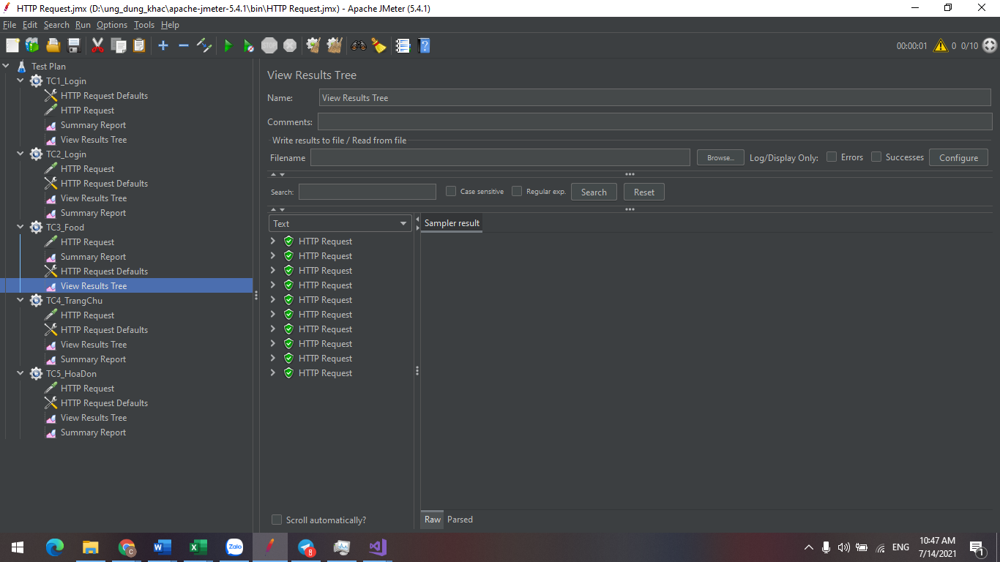 HTTP Request.jmx (D:\ung_dung_khac\apache-jmeter-5.4.1\bin\HTTP Request.jmx) - Apache JMeter (5.4.1)
File Edit Search Run Options Tools Help
STOP 00:00:01 0 0/10
Test Plan
TC1_Login
HTTP Request Defaults
HTTP Request
Summary Report
View Results Tree
TC2_Login
HTTP Request
HTTP Request Defaults
View Results Tree
Summary Report
TC3_Food
HTTP Request
Summary Report
HTTP Request Defaults
View Results Tree
TC4_TrangChu
HTTP Request
HTTP Request Defaults
View Results Tree
Summary Report
TC5_HoaDon
HTTP Request
HTTP Request Defaults
View Results Tree
Summary Report
View Results Tree
Name: View Results Tree
Comments:
Write results to file / Read from file
Filename Browse... Log/Display Only: Errors Successes Configure
Search: Case sensitive Regular exp. Search Reset
Text
Sampler result
HTTP Request
HTTP Request
HTTP Request
HTTP Request
HTTP Request
HTTP Request
HTTP Request
HTTP Request
HTTP Request
HTTP Request
Scroll automatically?
Raw Parsed
Zalo 8 ENG 10:47 AM
7/14/2021 1